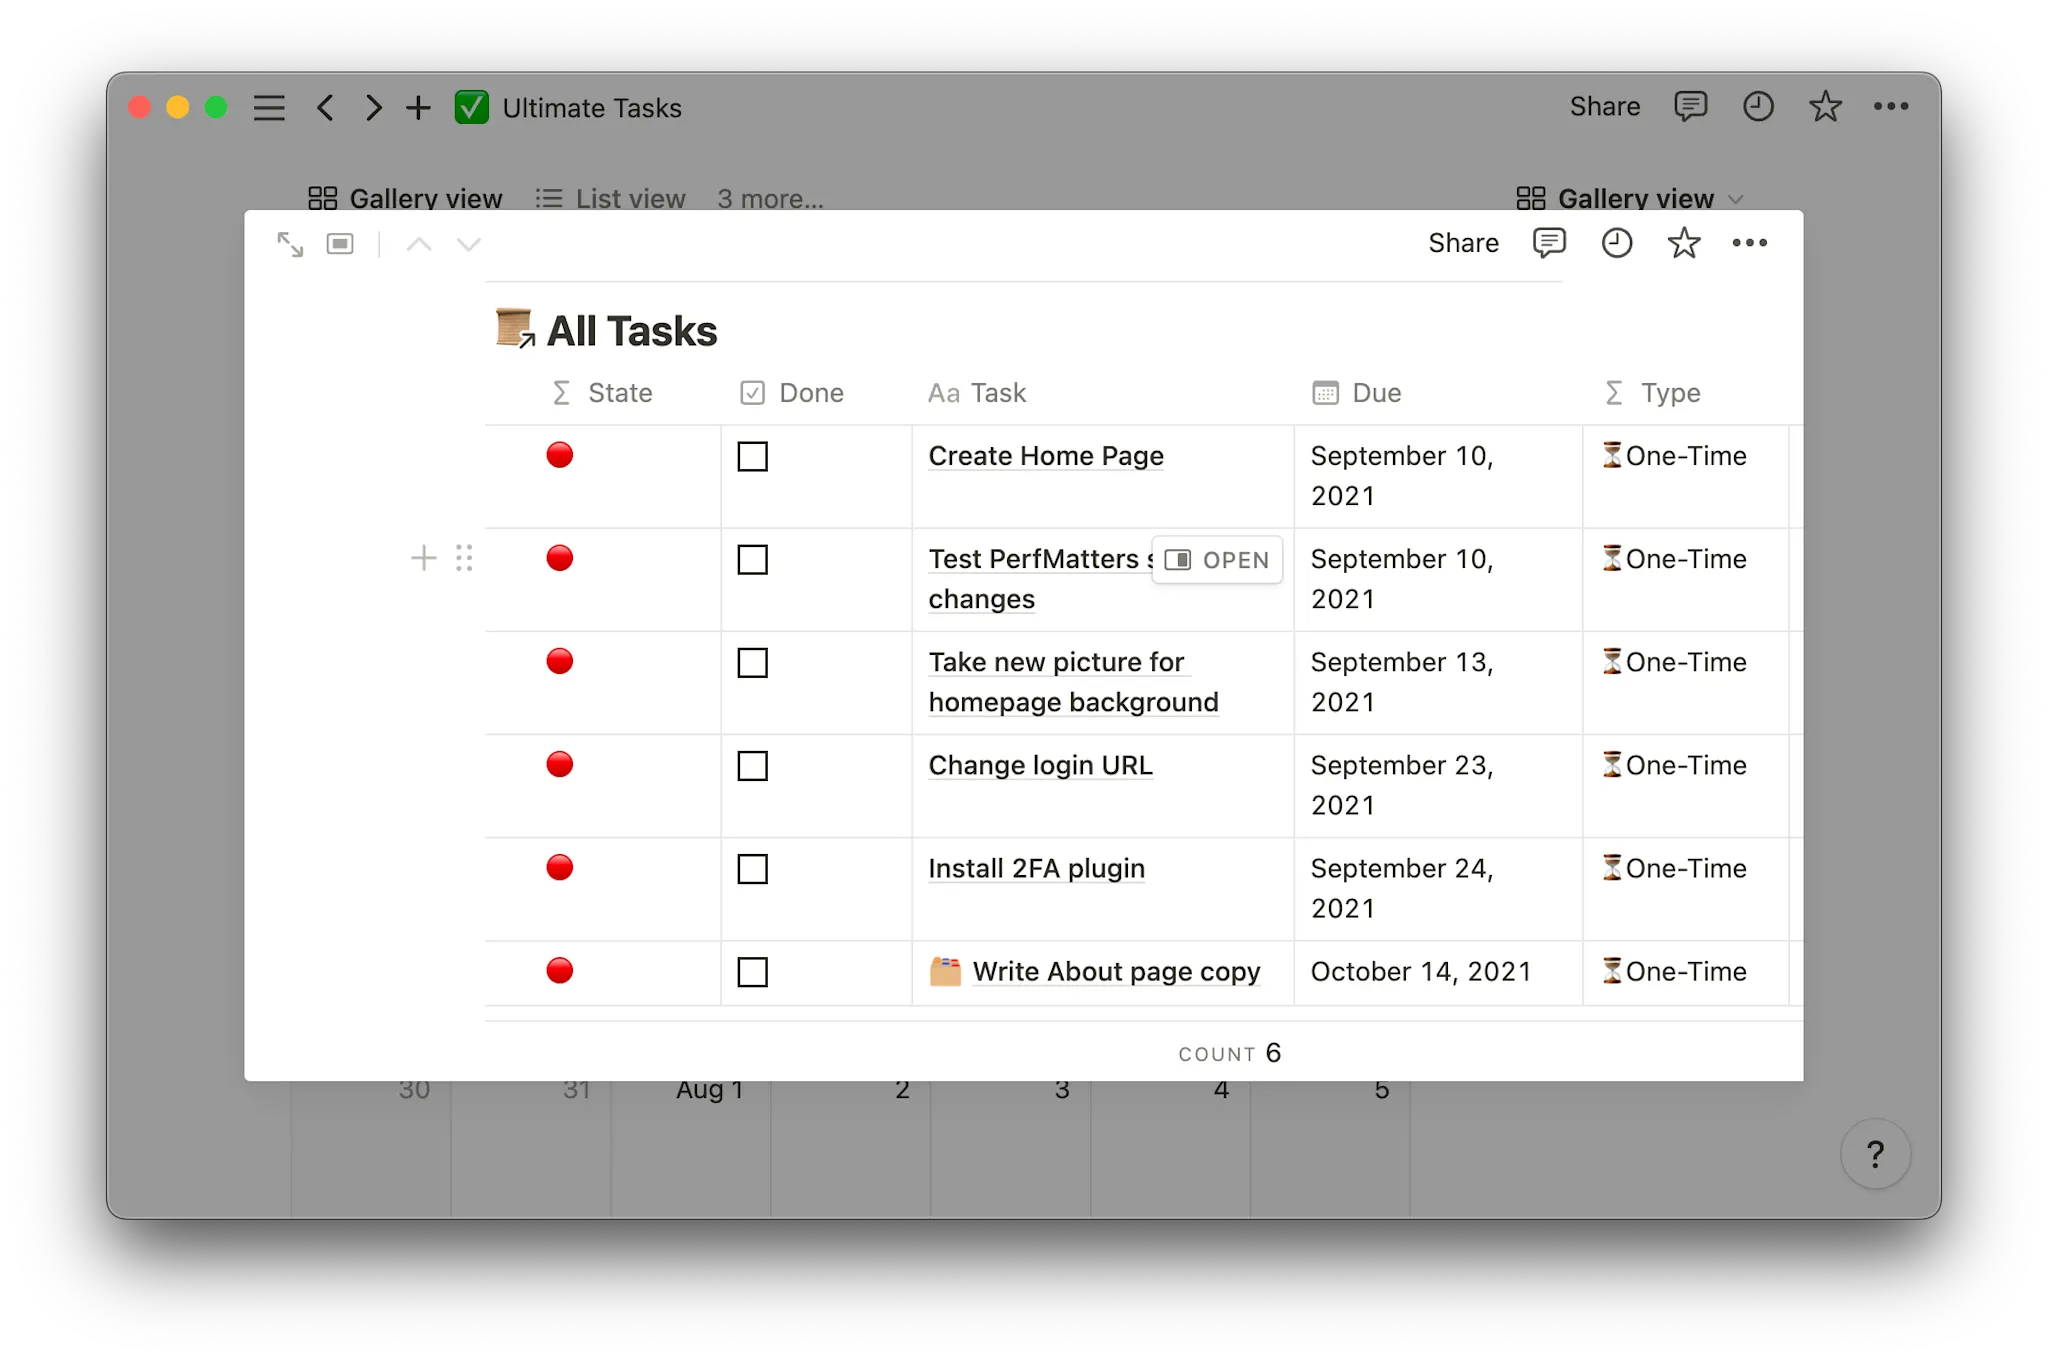 Ultimate Tasks
Share
Gallery view
List view
3 more...
Gallery view
Share
All Tasks
State
Done
Aa Task
Due
Type
Create Home Page
September 10,
2021
One-Time
Test PerfMatters
changes
OPEN
September 10,
2021
One-Time
Take new picture for
homepage background
September 13,
2021
One-Time
Change login URL
September 23,
2021
One-Time
Install 2FA plugin
September 24,
2021
One-Time
Write About page copy
October 14, 2021
One-Time
COUNT 6
30
31
Aug 1
2
3
4
5
?